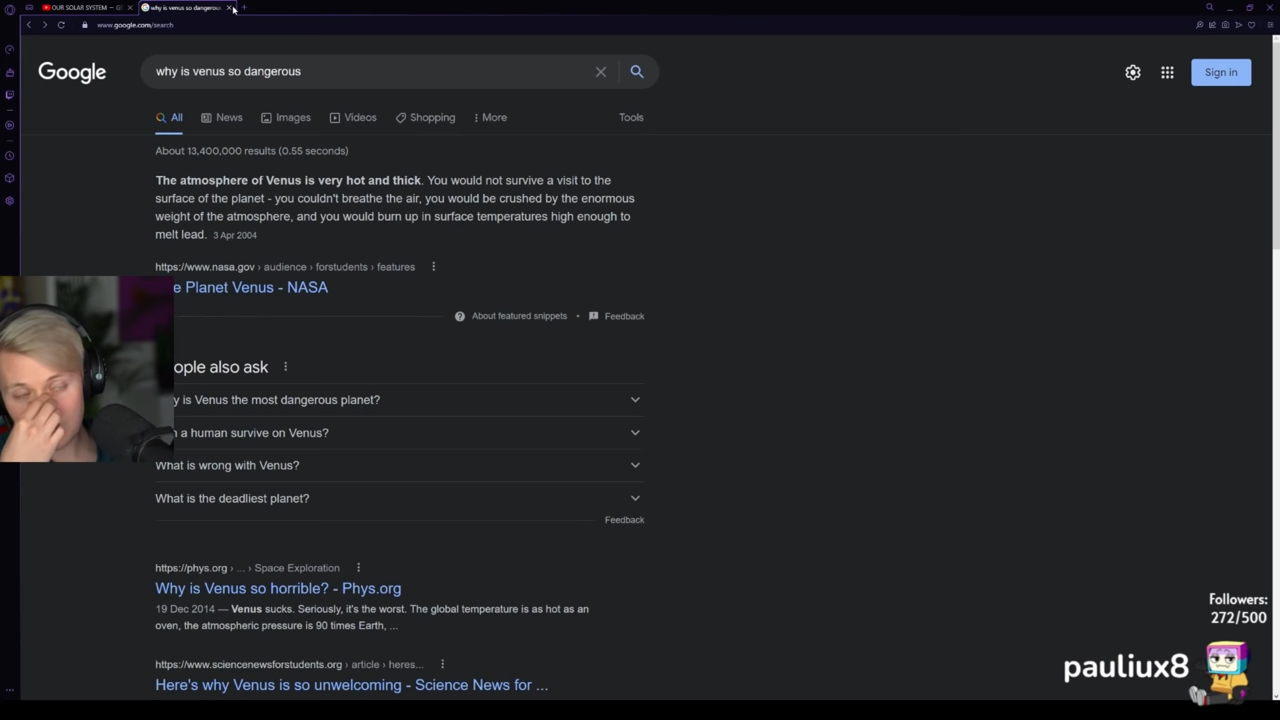 OUR SOLAR SYSTEM –
why is venus so dangerou
www.google.com/search
Google
why is venus so dangerous
Sign in
All
News
Images
Videos
Shopping
More
Tools
About 13,400,000 results (0.55 seconds)
The atmosphere of Venus is very hot and thick. You would not survive a visit to the
surface of the planet - you couldn't breathe the air, you would be crushed by the enormous
weight of the atmosphere, and you would burn up in surface temperatures high enough to
melt lead. 3 Apr 2004
https://www.nasa.gov › audience › forstudents › features
e Planet Venus - NASA
About featured snippets • Feedback
ople also ask
y is Venus the most dangerous planet?
a human survive on Venus?
What is wrong with Venus?
What is the deadliest planet?
Feedback
https://phys.org › ... › Space Exploration
Why is Venus so horrible? - Phys.org
19 Dec 2014 — Venus sucks. Seriously, it's the worst. The global temperature is as hot as an
oven, the atmospheric pressure is 90 times Earth, ...
https://www.sciencenewsforstudents.org › article › heres...
Here's why Venus is so unwelcoming - Science News for ...
Followers:
272/500
pauliux8